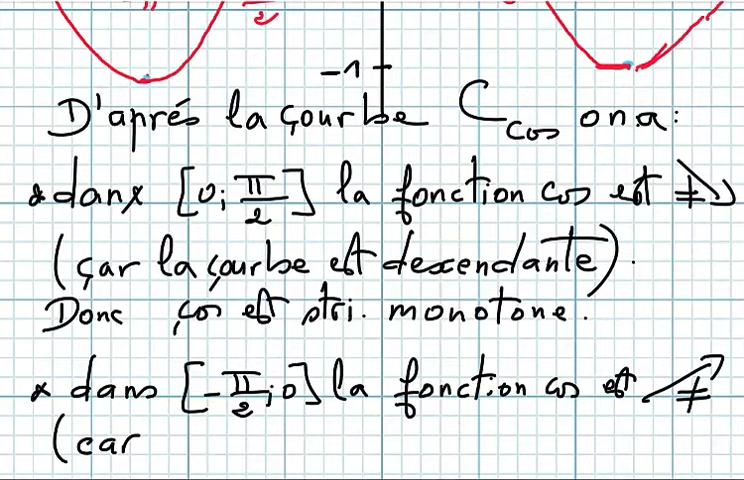 π/2
-1
D'aprés la courbe C cos on a:
* dans [0; π/2] la fonction cos est ↘
(car la courbe est descendante).
Donc cos est stri. monotone.
* dans [-π/2; 0] la fonction cos est ↗
(car